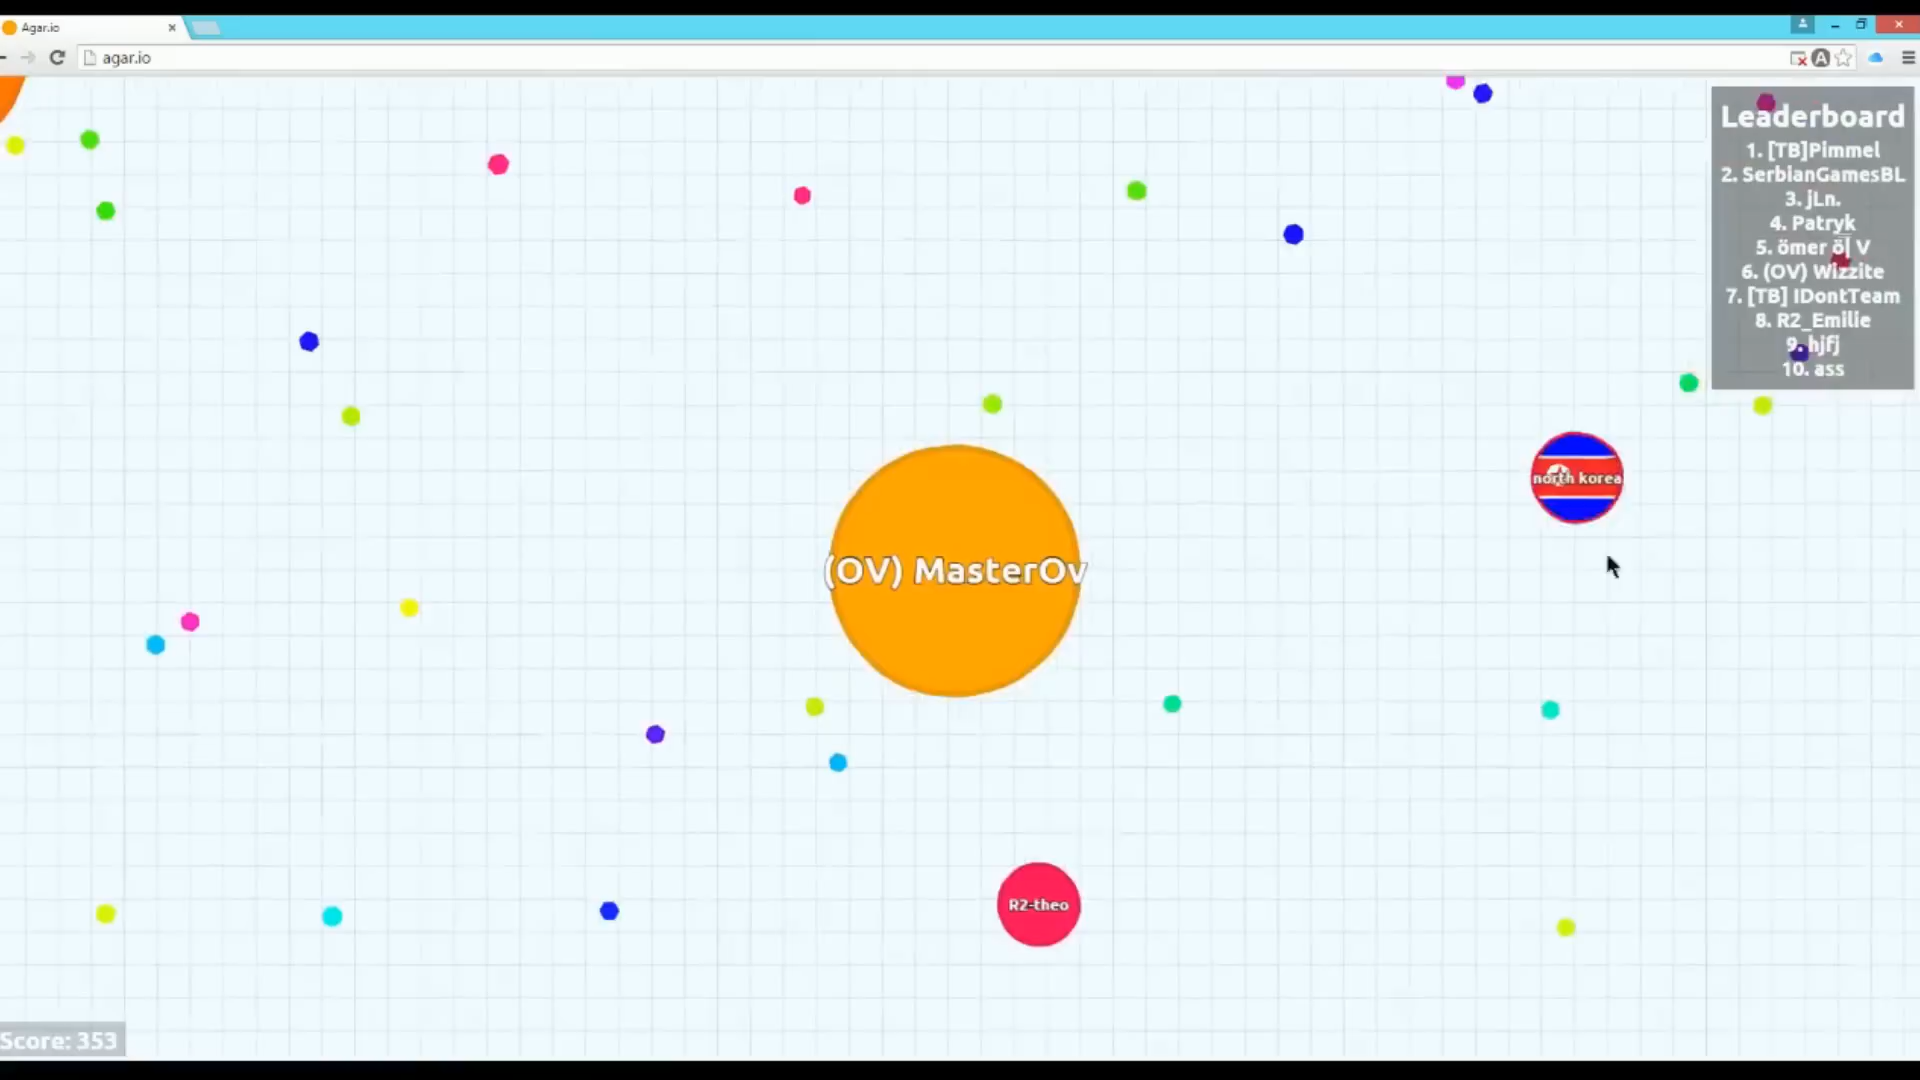 Agar.io
agar.io
Leaderboard
1. [TB]Pimmel
2. SerbianGamesBL
3. jLn.
4. Patryk
5. ömer öl V
6. (OV) Wizzite
7. [TB] IDontTeam
8. R2_Emilie
9. hjfj
10. ass
north korea
(OV) MasterOv
R2-theo
Score: 353